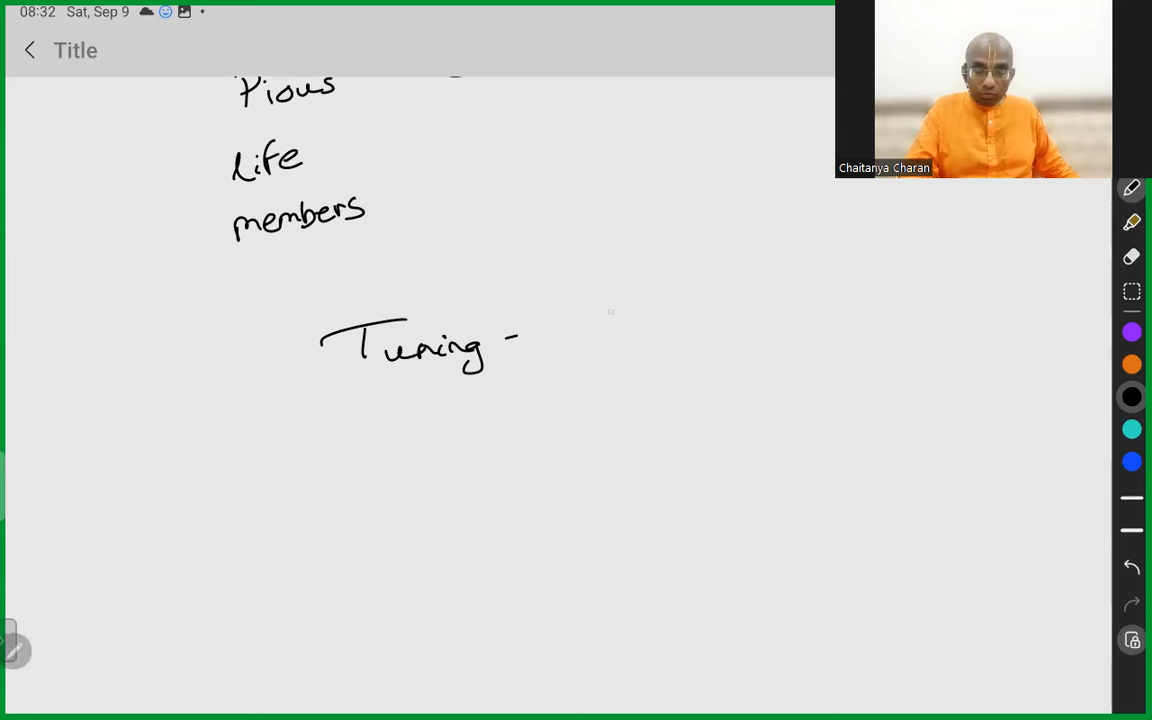 08:32 Sat, Sep 9
Title
Pious
Life
members
Tuning -
Chaitanya Charan